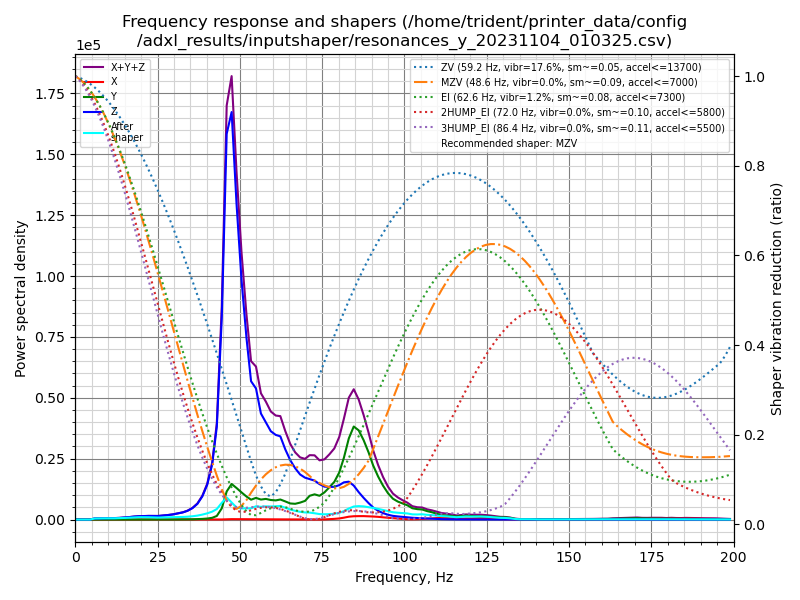 Frequency response and shapers (/home/trident/printer_data/config
/adxl_results/inputshaper/resonances_y_20231104_010325.csv)
1e5
X+Y+Z
X
Y
Z
After
shaper
ZV (59.2 Hz, vibr=17.6%, sm~=0.05, accel<=13700)
MZV (48.6 Hz, vibr=0.0%, sm~=0.09, accel<=7000)
EI (62.6 Hz, vibr=1.2%, sm~=0.08, accel<=7300)
2HUMP_EI (72.0 Hz, vibr=0.0%, sm~=0.10, accel<=5800)
3HUMP_EI (86.4 Hz, vibr=0.0%, sm~=0.11, accel<=5500)
Recommended shaper: MZV
Power spectral density
1.75
1.50
1.25
1.00
0.75
0.50
0.25
0.00
1.0
0.8
0.6
0.4
0.2
0.0
Shaper vibration reduction (ratio)
0 25 50 75 100 125 150 175 200
Frequency, Hz